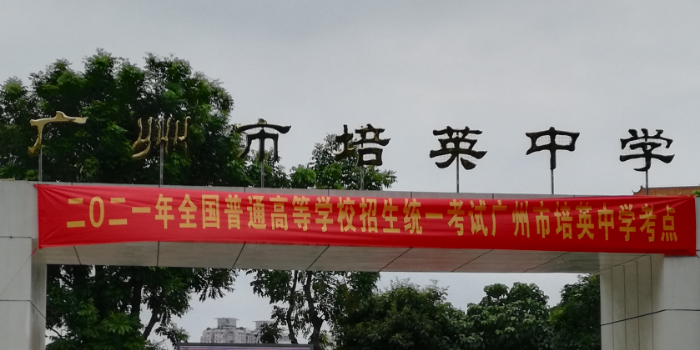 广州市培英中学
二〇二一年全国普通高等学校招生统一考试广州市培英中学考点